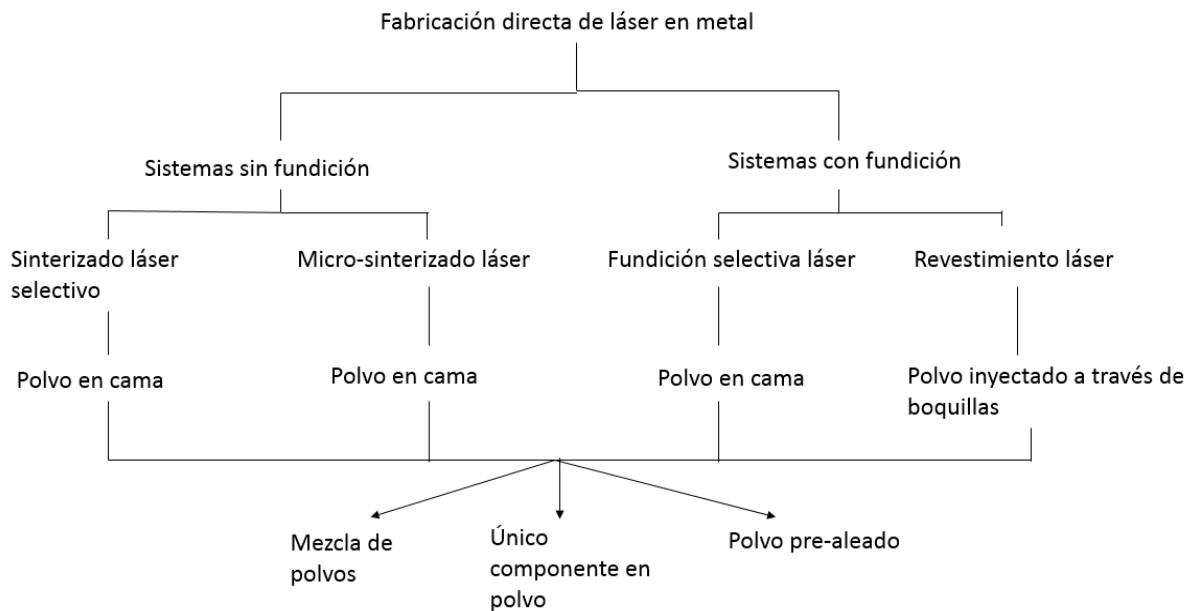 Fabricación directa de láser en metal
Sistemas sin fundición
Sistemas con fundición
Sinterizado láser
selectivo
Micro-sinterizado láser
Fundición selectiva láser
Revestimiento láser
Polvo en cama
Polvo en cama
Polvo en cama
Polvo inyectado a través de
boquillas
Mezcla de
polvos
Único
componente en
polvo
Polvo pre-aleado